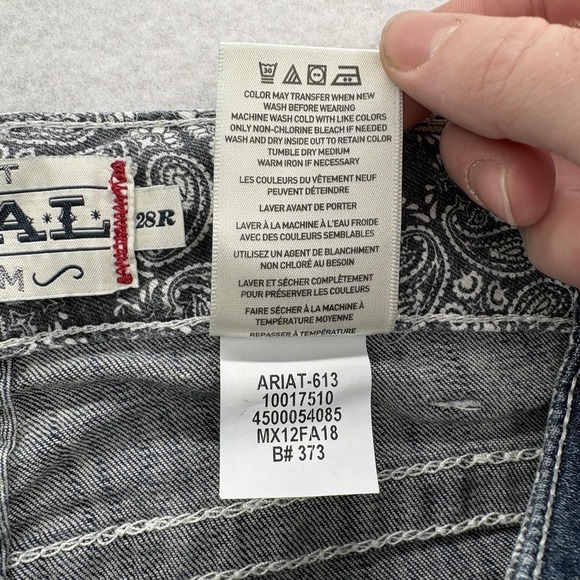 T
.A.L.
M
28R
30
COLOR MAY TRANSFER WHEN NEW
WASH BEFORE WEARING
MACHINE WASH COLD WITH LIKE COLORS
ONLY NON-CHLORINE BLEACH IF NEEDED
WASH AND DRY INSIDE OUT TO RETAIN COLOR
TUMBLE DRY MEDIUM
WARM IRON IF NECESSARY
LES COULEURS DU VÊTEMENT NEUF
PEUVENT DÉTEINDRE
LAVER AVANT DE PORTER
LAVER À LA MACHINE À L'EAU FROIDE
AVEC DES COULEURS SEMBLABLES
UTILISEZ UN AGENT DE BLANCHIMENT
NON CHLORÉ AU BESOIN
LAVER ET SÉCHER COMPLÈTEMENT
POUR PRÉSERVER LES COULEURS
FAIRE SÉCHER À LA MACHINE À
TEMPÉRATURE MOYENNE
REPASSER À TEMPÉRATURE
ARIAT-613
10017510
4500054085
MX12FA18
B# 373